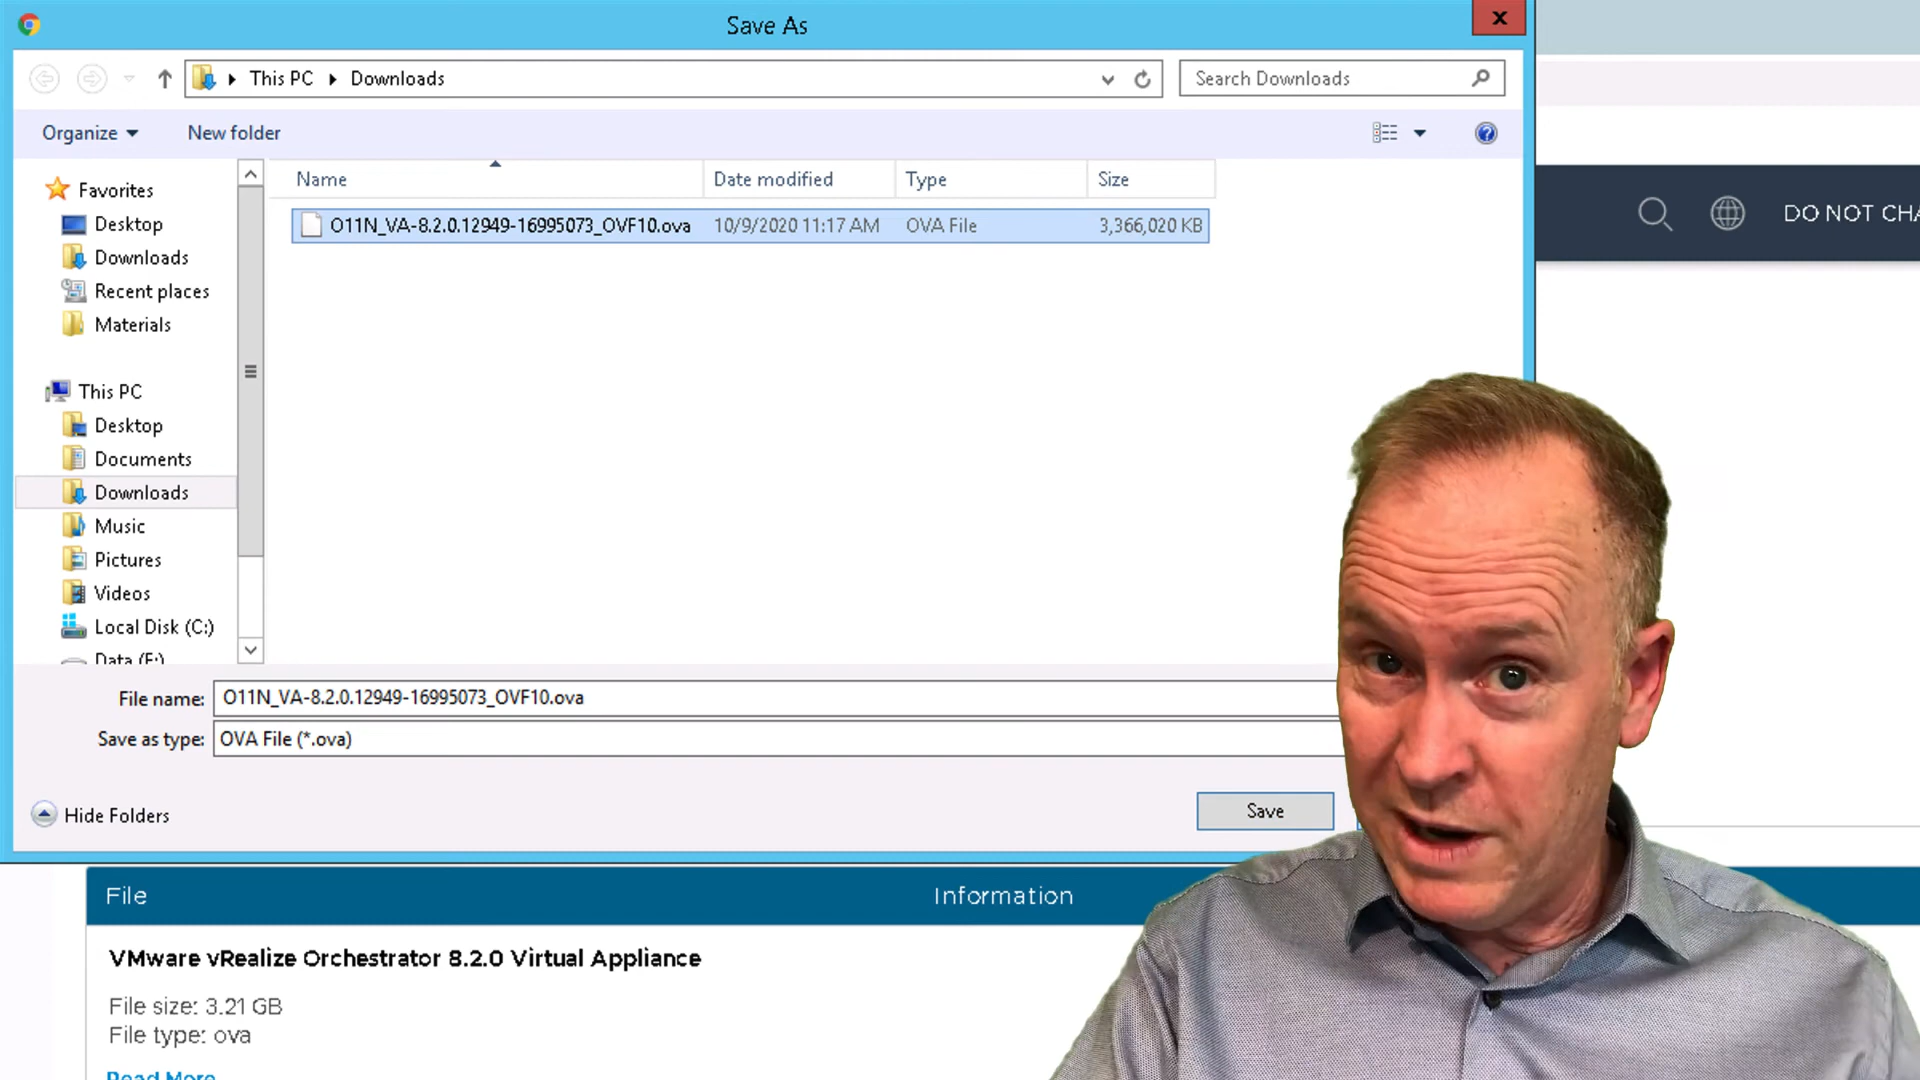 Save As
x
This PC
Downloads
Search Downloads
Organize
New folder
?
Favorites
Desktop
Downloads
Recent places
Materials
This PC
Desktop
Documents
Downloads
Music
Pictures
Videos
Local Disk (C:)
Data (E:)
Name
Date modified
Type
Size
O11N_VA-8.2.0.12949-16995073_OVF10.ova
10/9/2020 11:17 AM
OVA File
3,366,020 KB
DO NOT CHA
File name:
O11N_VA-8.2.0.12949-16995073_OVF10.ova
Save as type:
OVA File (*.ova)
Hide Folders
Save
File
Information
VMware vRealize Orchestrator 8.2.0 Virtual Appliance
File size: 3.21 GB
File type: ova
Read More